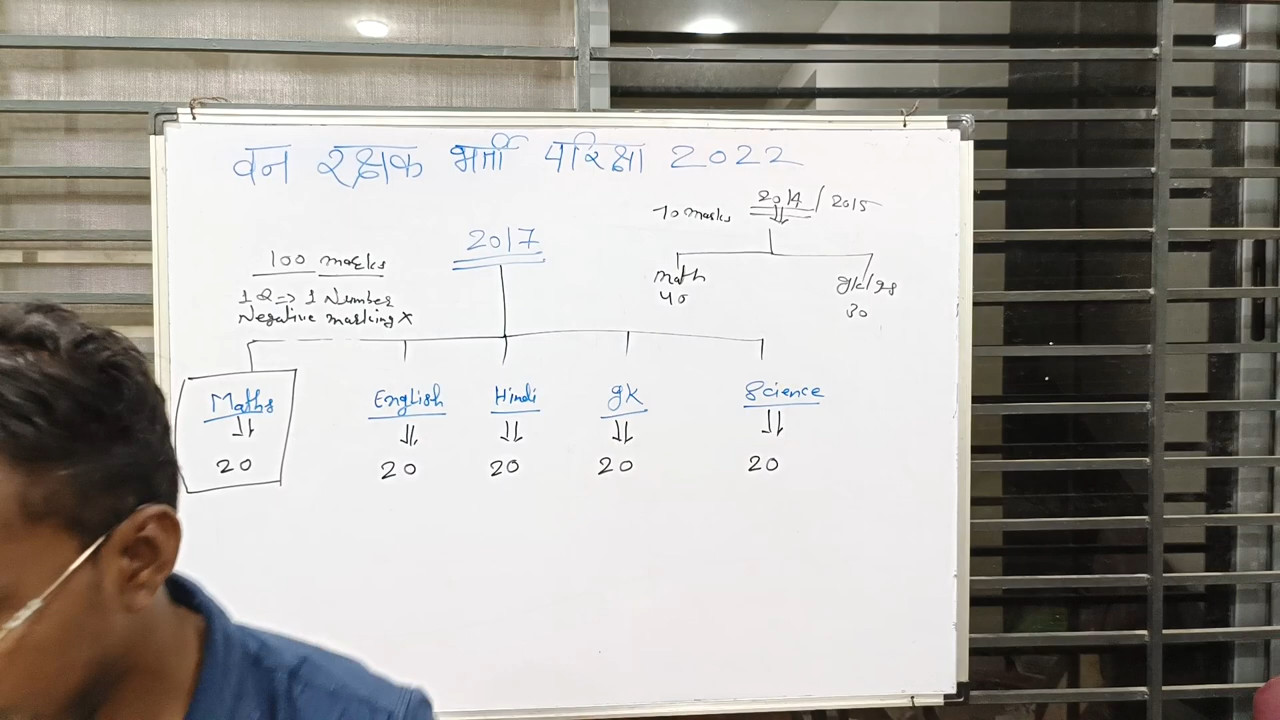 वन रक्षक भर्ती परिक्षा 2022
2014 / 2015
70 marks
math
40
gk/gs
30
2017
100 marks
1 Q => 1 Number
Negative marking X
Maths English Hindi gk Science
20 20 20 20 20